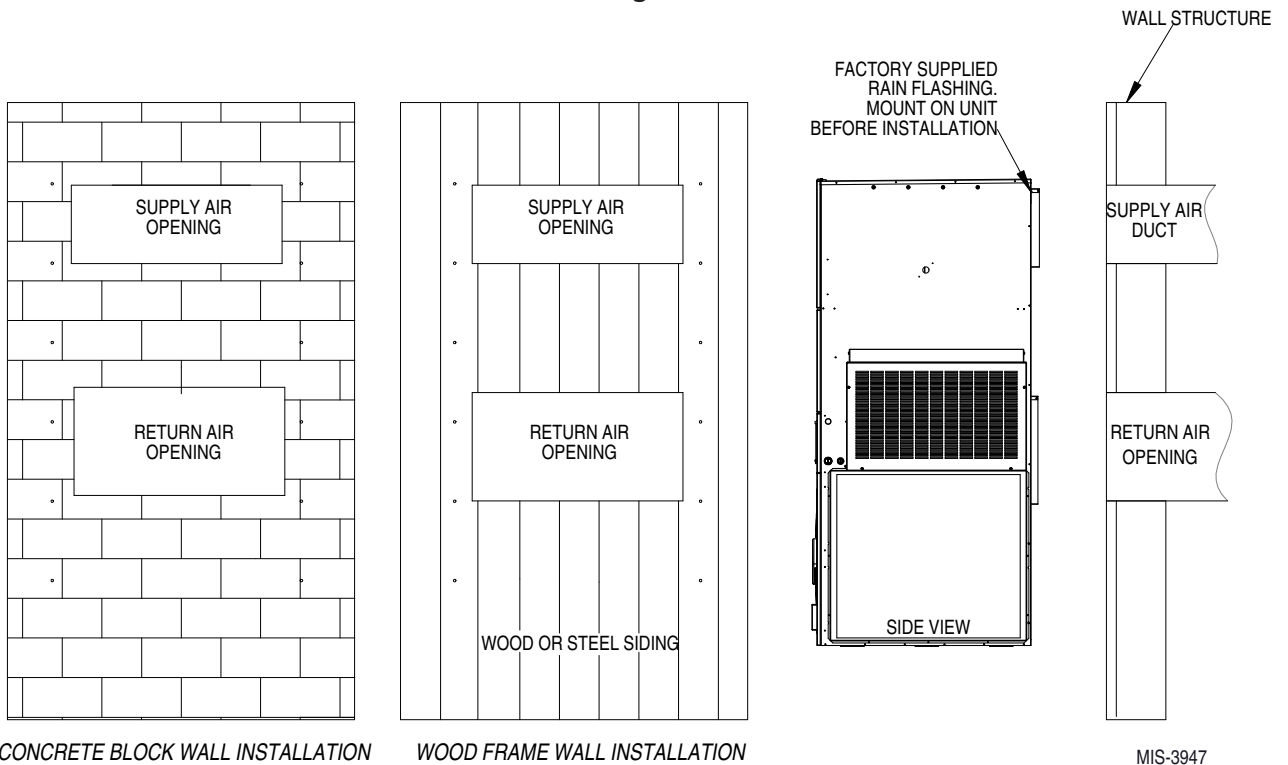 WALL STRUCTURE
FACTORY SUPPLIED
RAIN FLASHING.
MOUNT ON UNIT
BEFORE INSTALLATION
SUPPLY AIR
OPENING
SUPPLY AIR
OPENING
SUPPLY AIR
DUCT
RETURN AIR
OPENING
RETURN AIR
OPENING
RETURN AIR
OPENING
WOOD OR STEEL SIDING
SIDE VIEW
CONCRETE BLOCK WALL INSTALLATION
WOOD FRAME WALL INSTALLATION
MIS-3947